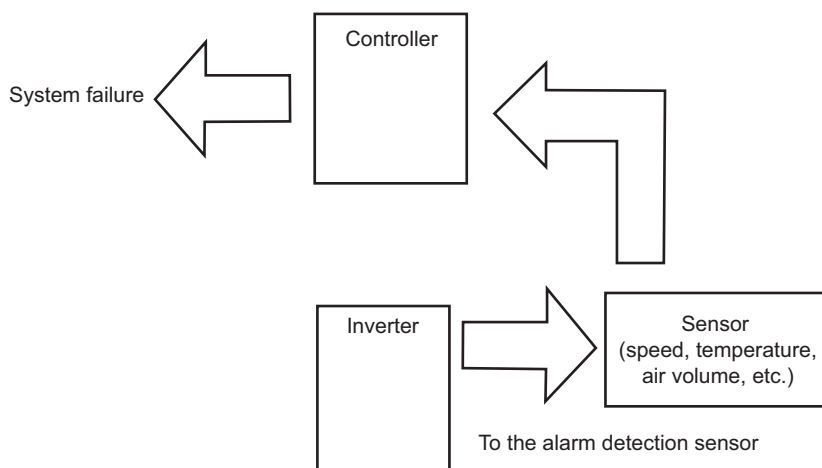 Controller
System failure
Inverter
Sensor
(speed, temperature,
air volume, etc.)
To the alarm detection sensor